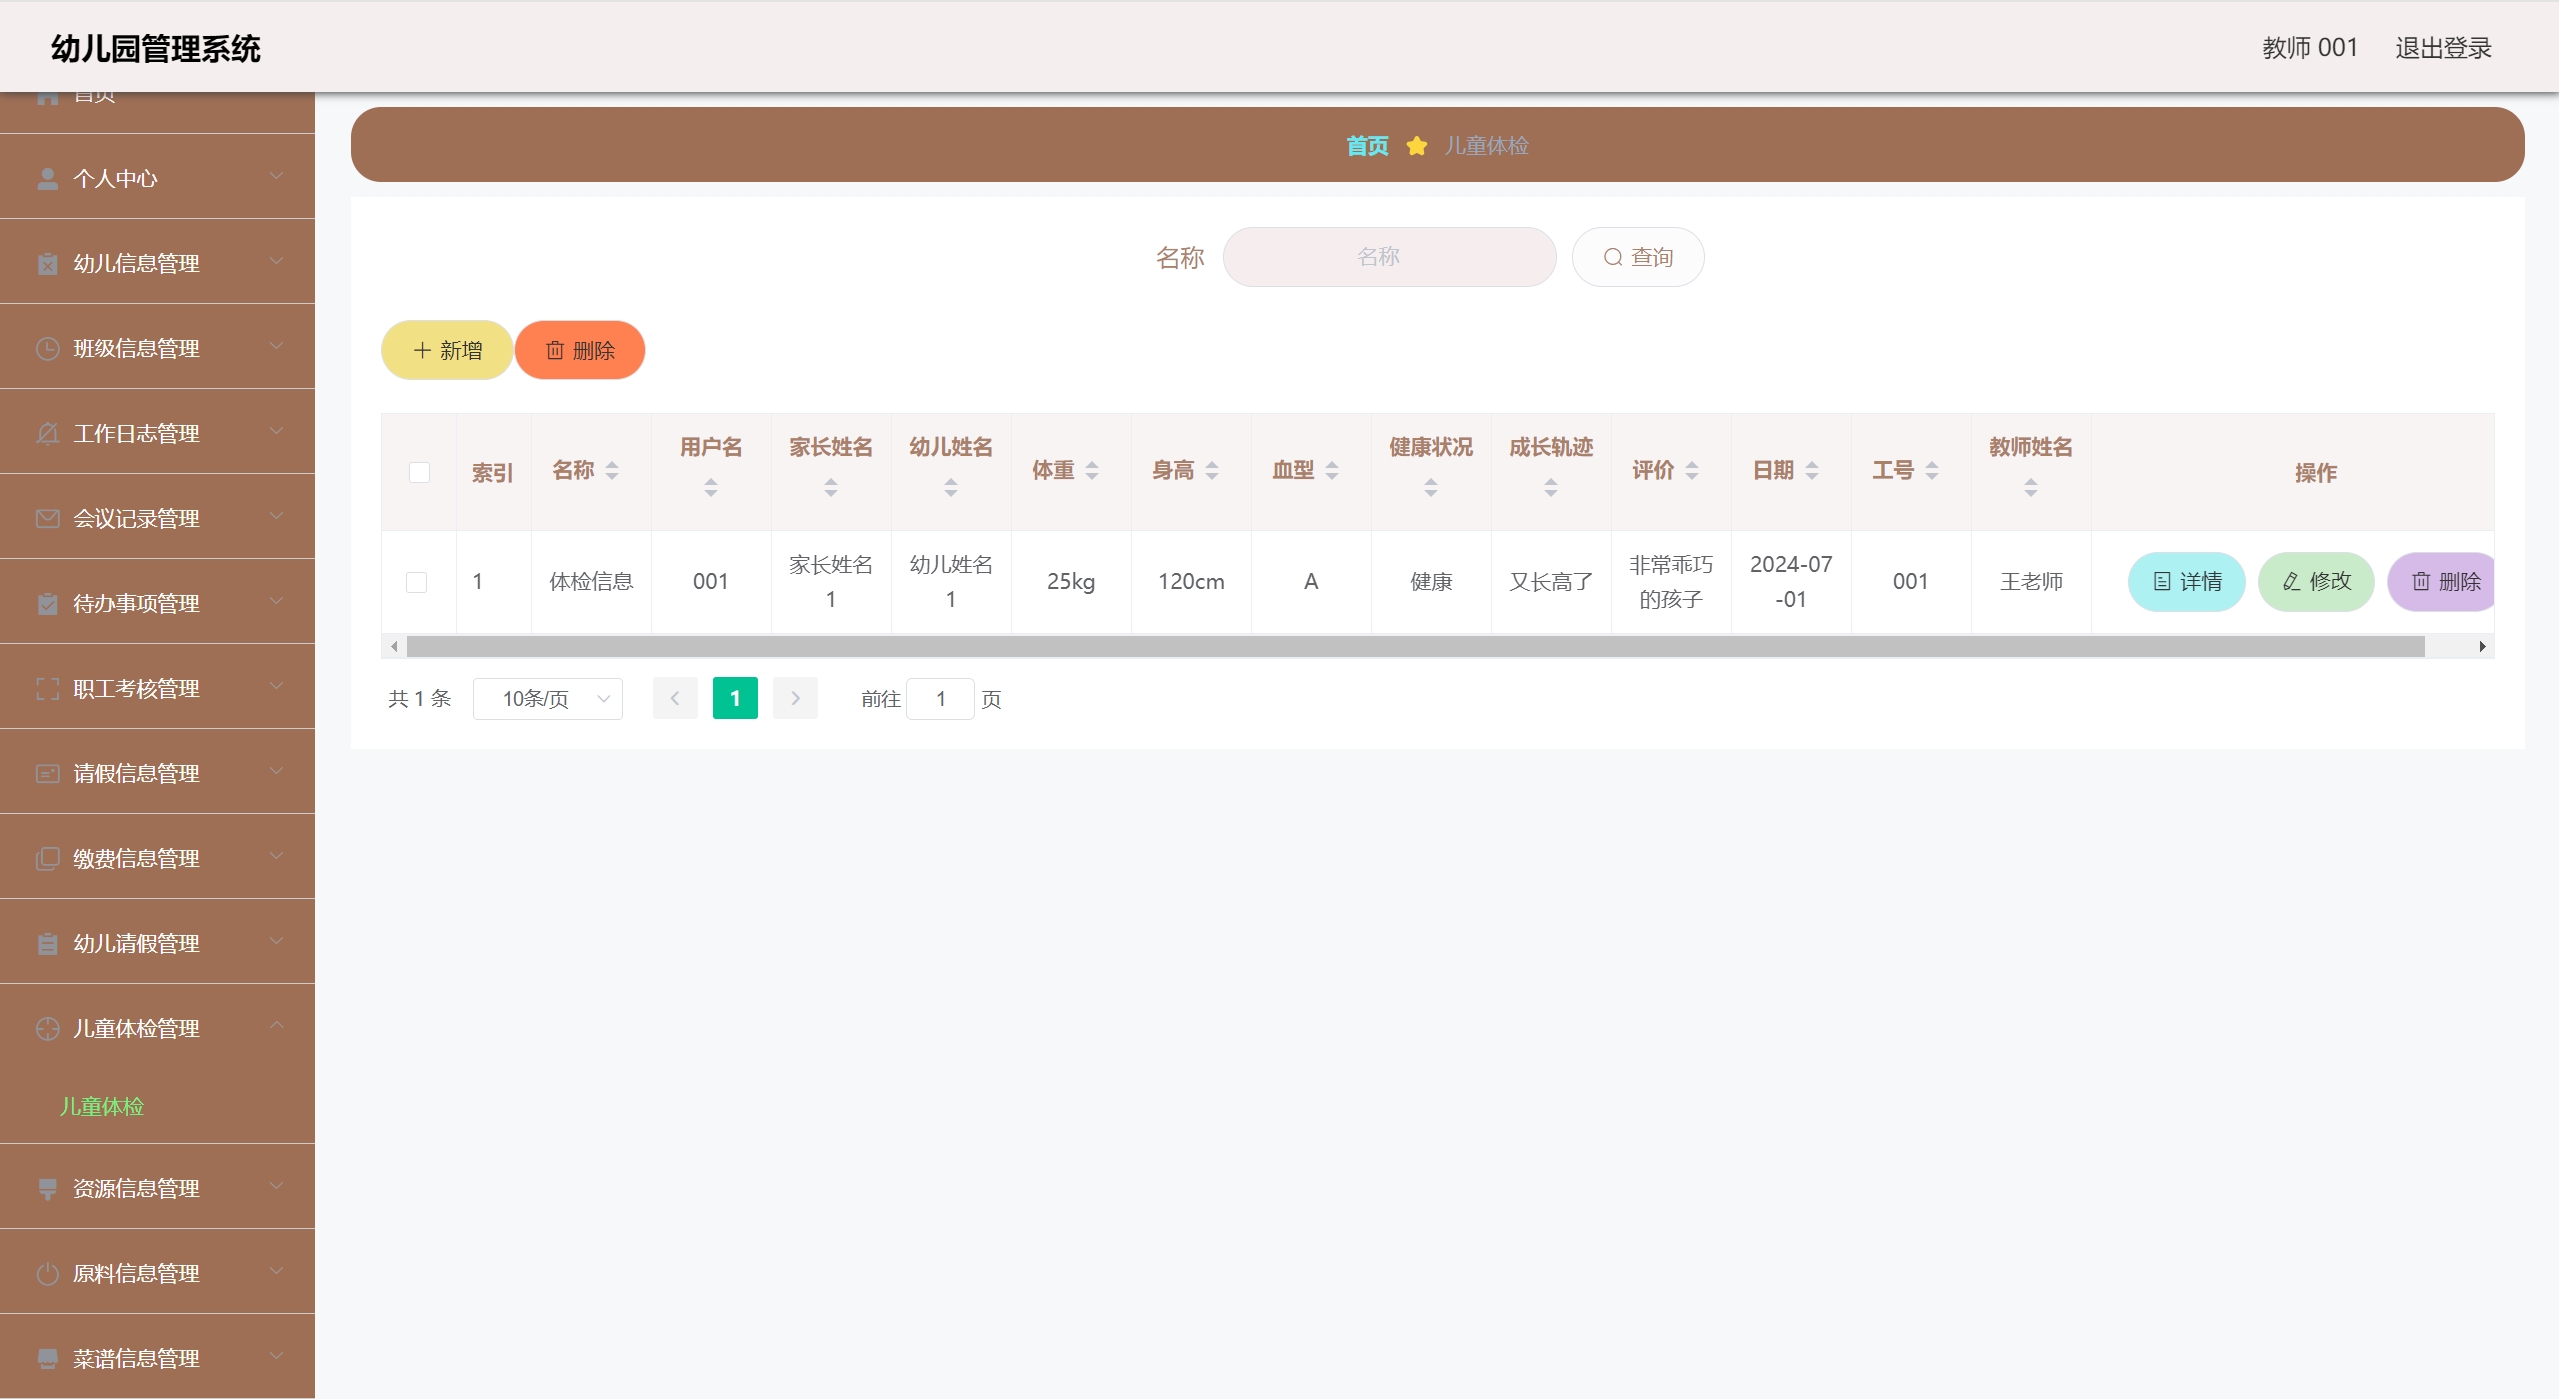 幼儿园管理系统
教师 001
退出登录
首页
个人中心
幼儿信息管理
班级信息管理
工作日志管理
会议记录管理
待办事项管理
职工考核管理
请假信息管理
缴费信息管理
幼儿请假管理
儿童体检管理
儿童体检
资源信息管理
原料信息管理
菜谱信息管理
首页 儿童体检
名称 名称 查询
新增 删除
索引 名称 用户名 家长姓名 幼儿姓名 体重 身高 血型 健康状况 成长轨迹 评价 日期 工号 教师姓名 操作
1 体检信息 001 家长姓名1 幼儿姓名1 25kg 120cm A 健康 又长高了 非常乖巧的孩子 2024-07-01 001 王老师 详情 修改 删除
共 1 条 10条/页 1 前往 1 页